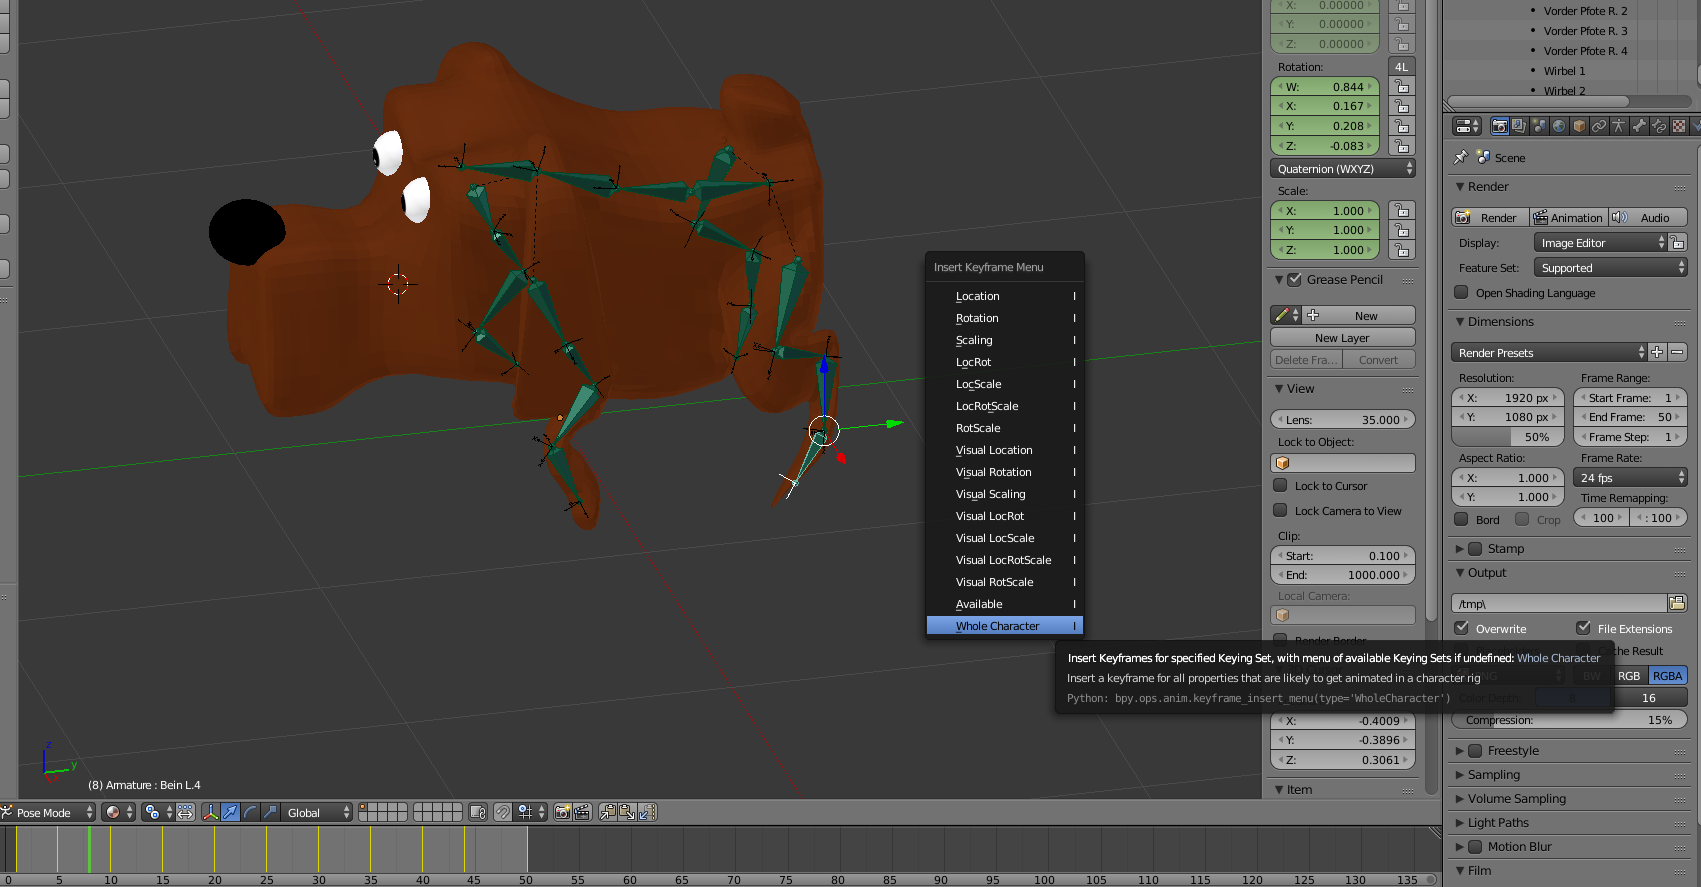 X: 0.00000
Y: 0.00000
Z: 0.00000
Rotation:
4L
W: 0.844
X: 0.167
Y: 0.208
Z: -0.083
Quaternion (WXYZ)
Scale:
X: 1.000
Y: 1.000
Z: 1.000
Grease Pencil
New
New Layer
Delete Fra...
Convert
View
Lens: 35.000
Lock to Object:
Lock to Cursor
Lock Camera to View
Clip:
Start: 0.100
End: 1000.000
Local Camera:
Render Border
X: -0.4009
Y: -0.3896
Z: 0.3061
Item
Vorder Pfote R. 2
Vorder Pfote R. 3
Vorder Pfote R. 4
Wirbel 1
Wirbel 2
Scene
Render
Render
Animation
Audio
Display: Image Editor
Feature Set: Supported
Open Shading Language
Dimensions
Render Presets
Resolution:
Frame Range:
X: 1920 px
Start Frame: 1
Y: 1080 px
End Frame: 50
50%
Frame Step: 1
Aspect Ratio:
Frame Rate:
X: 1.000
24 fps
Y: 1.000
Time Remapping:
Bord
Crop
100
: 100
Stamp
Output
/tmp\
Overwrite
File Extensions
Cache Result
BW
RGB
RGBA
Color Depth:
8
16
Compression: 15%
Freestyle
Sampling
Volume Sampling
Light Paths
Motion Blur
Film
Insert Keyframe Menu
Location I
Rotation I
Scaling I
LocRot I
LocScale I
LocRotScale I
RotScale I
Visual Location I
Visual Rotation I
Visual Scaling I
Visual LocRot I
Visual LocScale I
Visual LocRotScale I
Visual RotScale I
Available I
Whole Character I
Insert Keyframes for specified Keying Set, with menu of available Keying Sets if undefined: Whole Character
Insert a keyframe for all properties that are likely to get animated in a character rig
Python: bpy.ops.anim.keyframe_insert_menu(type='WholeCharacter')
z
y
(8) Armature : Bein L.4
Pose Mode
Global
0 5 10 15 20 25 30 35 40 45 50 55 60 65 70 75 80 85 90 95 100 105 110 115 120 125 130 135